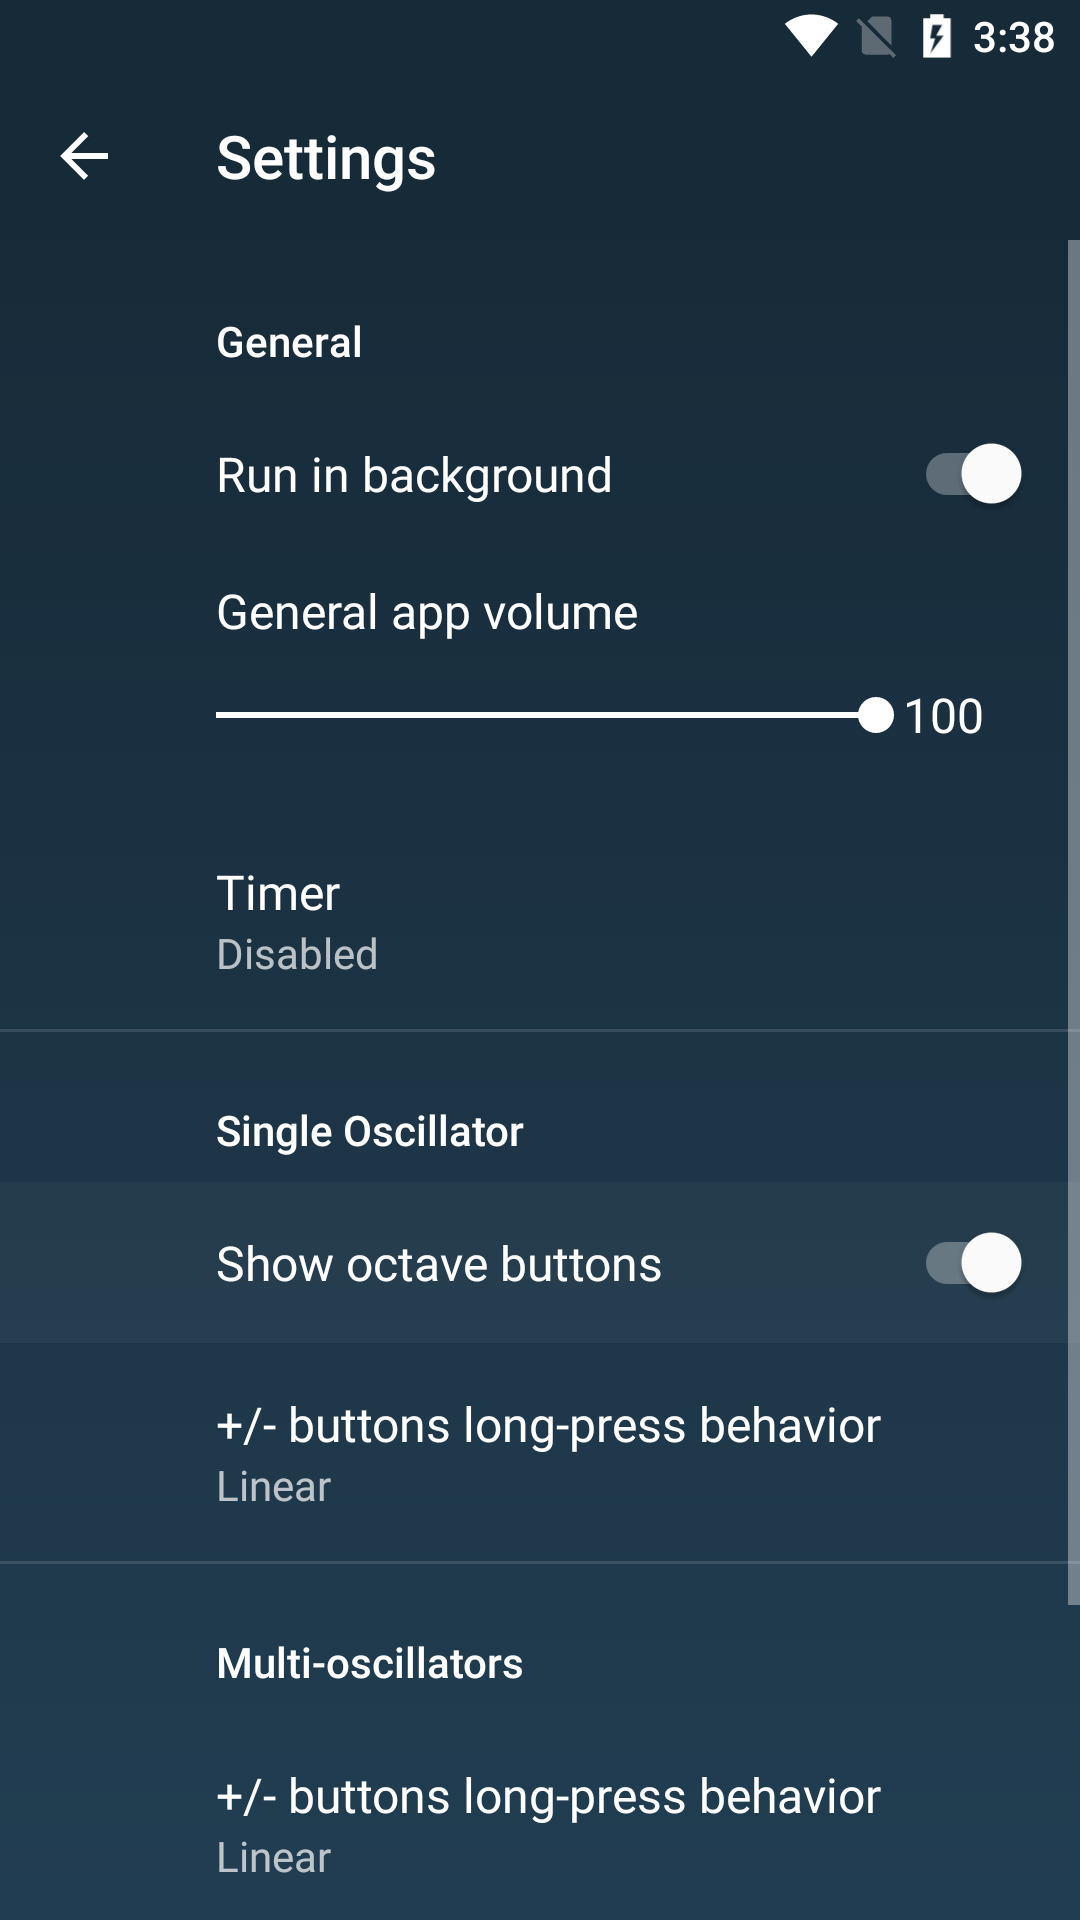 3:38
Settings
General
Run in background
General app volume
100
Timer
Disabled
Single Oscillator
Show octave buttons
+/- buttons long-press behavior
Linear
Multi-oscillators
+/- buttons long-press behavior
Linear